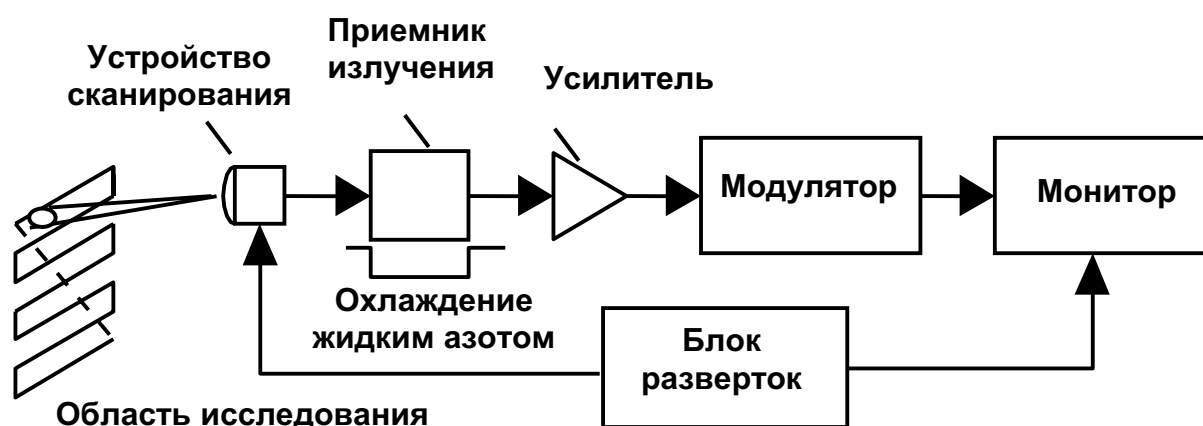 Устройство
сканирования
Приемник
излучения
Усилитель
Модулятор
Монитор
Охлаждение
жидким азотом
Блок
разверток
Область исследования